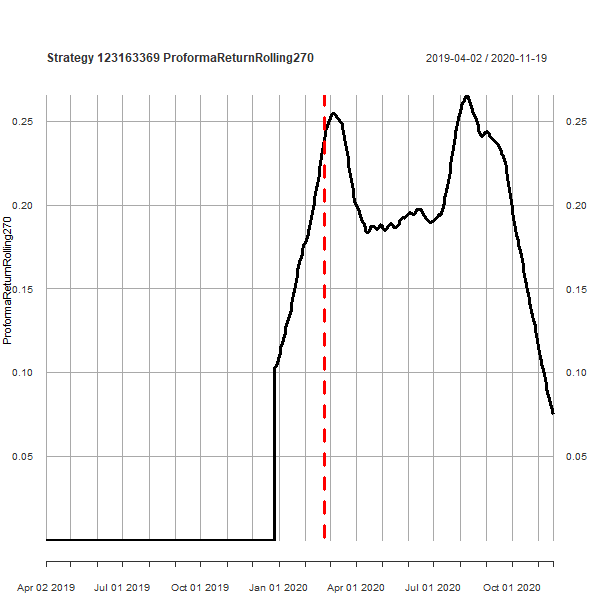 Strategy 123163369 ProformaReturnRolling270
2019-04-02 / 2020-11-19
ProformaReturnRolling270
0.25
0.20
0.15
0.10
0.05
0.25
0.20
0.15
0.10
0.05
Apr 02 2019
Jul 01 2019
Oct 01 2019
Jan 01 2020
Apr 01 2020
Jul 01 2020
Oct 01 2020